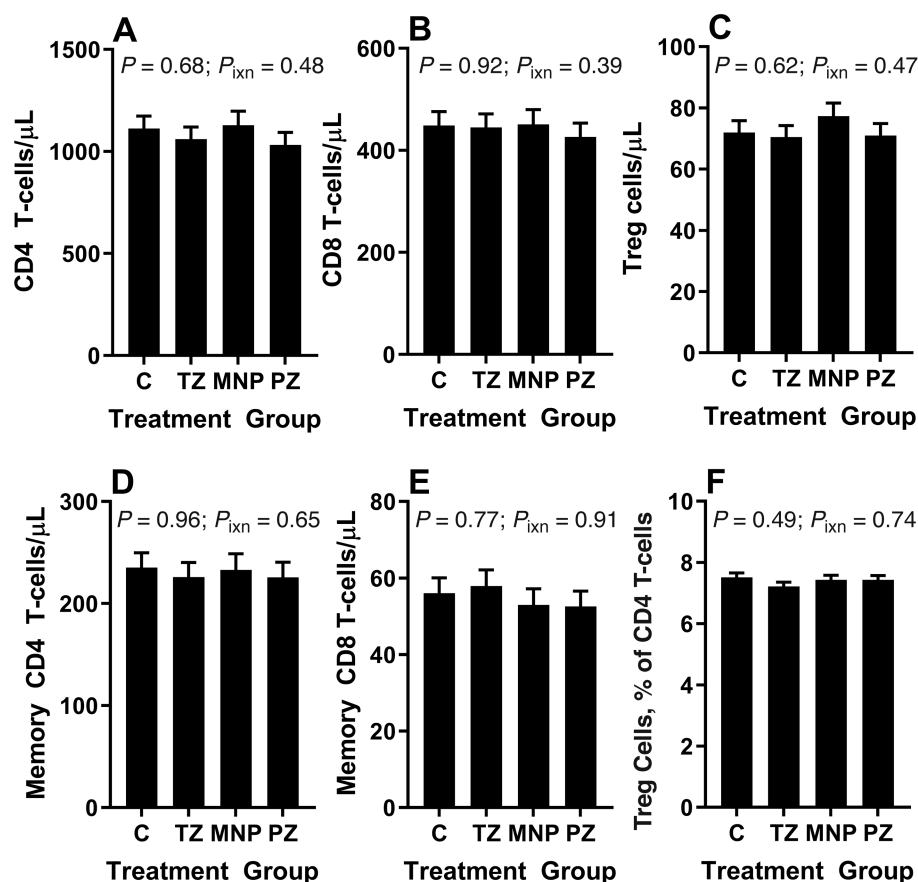 A
P = 0.68; Pixn = 0.48
CD4 T-cells/μL
1500
1000
500
0
C TZ MNP PZ
Treatment Group
B
P = 0.92; Pixn = 0.39
CD8 T-cells/μL
600
400
200
0
C TZ MNP PZ
Treatment Group
C
P = 0.62; Pixn = 0.47
Treg cells/μL
100
80
60
40
20
0
C TZ MNP PZ
Treatment Group
D
P = 0.96; Pixn = 0.65
Memory CD4 T-cells/μL
300
200
100
0
C TZ MNP PZ
Treatment Group
E
P = 0.77; Pixn = 0.91
Memory CD8 T-cells/μL
80
60
40
20
0
C TZ MNP PZ
Treatment Group
F
P = 0.49; Pixn = 0.74
Treg Cells, % of CD4 T-cells
10
8
6
4
2
0
C TZ MNP PZ
Treatment Group